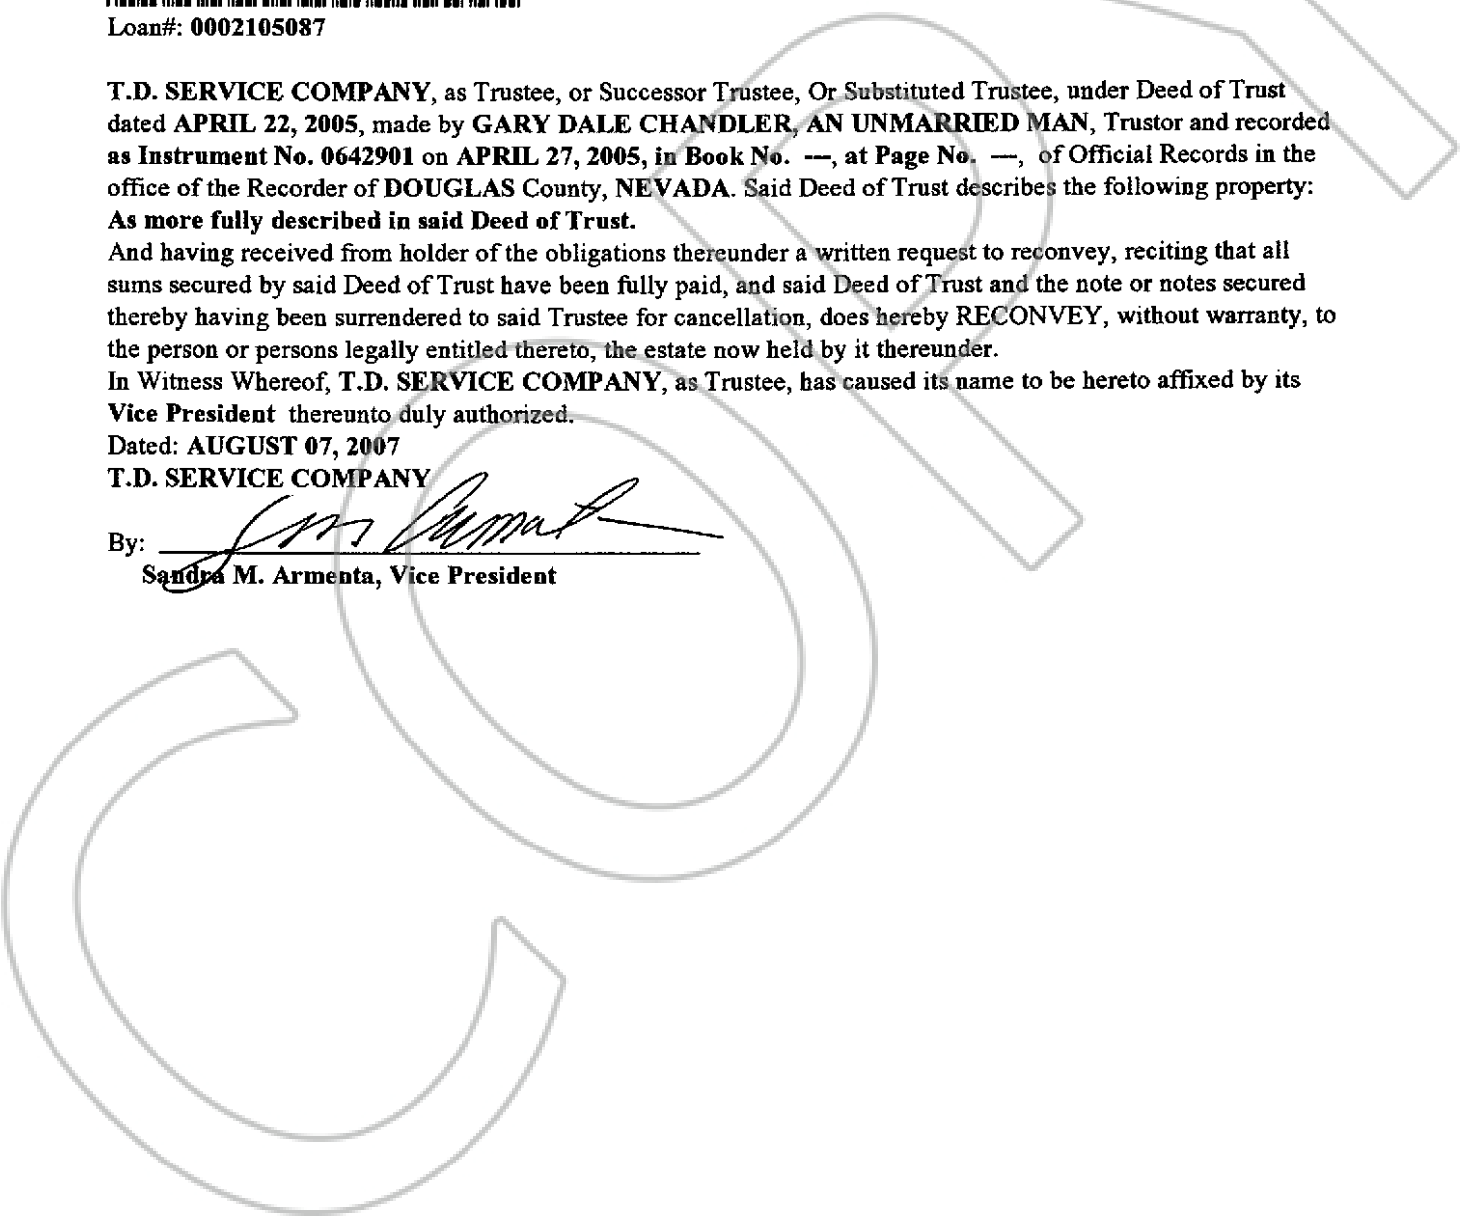 Loan#: 0002105087
T.D. SERVICE COMPANY, as Trustee, or Successor Trustee, Or Substituted Trustee, under Deed of Trust
dated APRIL 22, 2005, made by GARY DALE CHANDLER, AN UNMARRIED MAN, Trustor and recorded
as Instrument No. 0642901 on APRIL 27, 2005, in Book No. ---, at Page No. ---, of Official Records in the
office of the Recorder of DOUGLAS County, NEVADA. Said Deed of Trust describes the following property:
As more fully described in said Deed of Trust.
And having received from holder of the obligations thereunder a written request to reconvey, reciting that all
sums secured by said Deed of Trust have been fully paid, and said Deed of Trust and the note or notes secured
thereby having been surrendered to said Trustee for cancellation, does hereby RECONVEY, without warranty, to
the person or persons legally entitled thereto, the estate now held by it thereunder.
In Witness Whereof, T.D. SERVICE COMPANY, as Trustee, has caused its name to be hereto affixed by its
Vice President thereunto duly authorized.
Dated: AUGUST 07, 2007
T.D. SERVICE COMPANY
By:
Sandra M. Armenta, Vice President
COPY